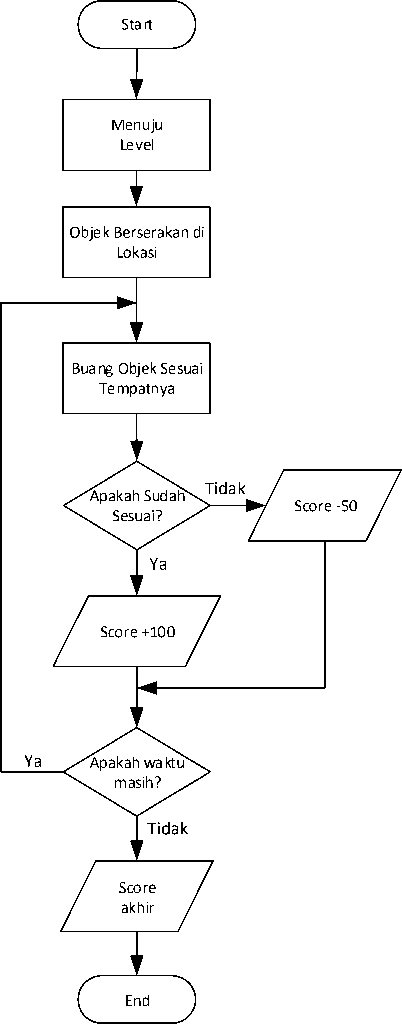 Start
Menuju
Level
Objek Berserakan di
Lokasi
Buang Objek Sesuai
Tempatnya
Apakah Sudah
Sesuai?
Tidak
Score -50
Ya
Score +100
Apakah waktu
masih?
Ya
Tidak
Score
akhir
End